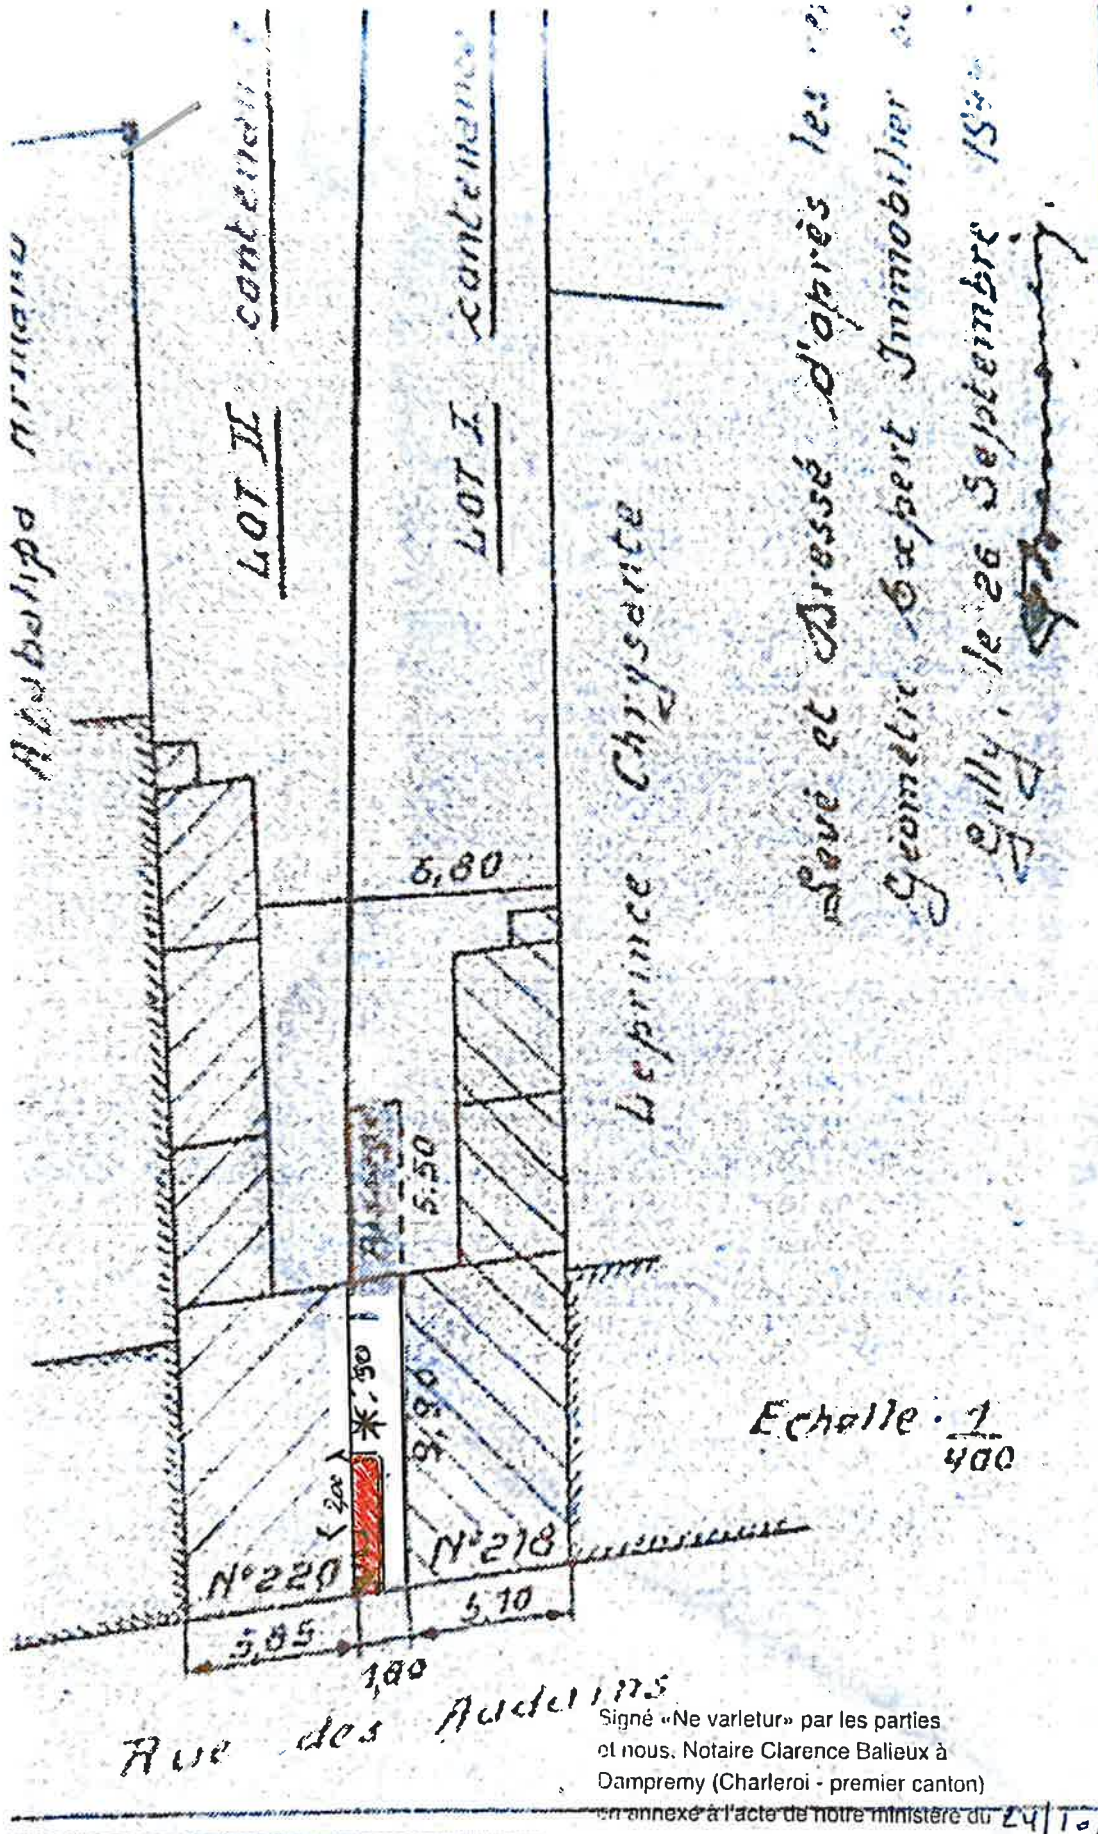 LOT II contenance
LOT I contenance
6,80
Leprince Chrysante
Levé et Dressé d'après les
Géomètre Expert Immobilier
Gilly, le 26 Septembre
5.50
* : 90
9,90
< 200 >
Echelle : 1/400
N° 220
N° 218
5,85
1,80
5,70
Rue des
Signé «Ne varietur» par les parties
et nous, Notaire Clarence Balieux à
Dampremy (Charleroi - premier canton)
en annexe à l'acte de notre ministère du 24/10